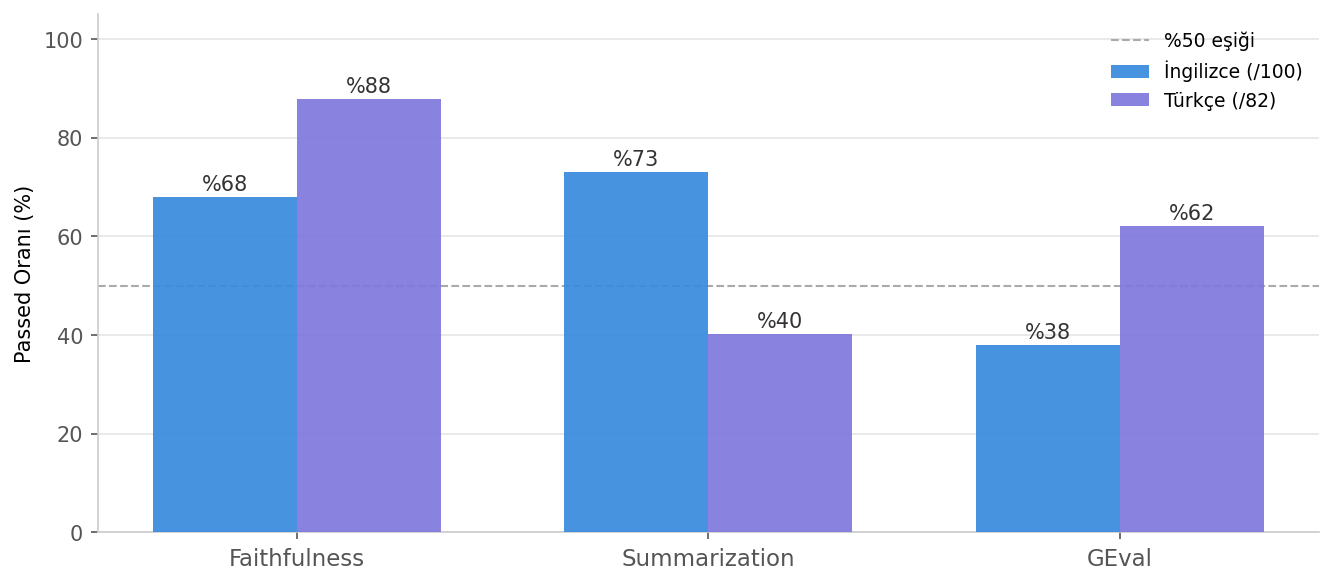 100
80
60
40
20
0
Passed Oranı (%)
%50 eşiği
İngilizce (/100)
Türkçe (/82)
%68
%88
%73
%40
%38
%62
Faithfulness
Summarization
GEval